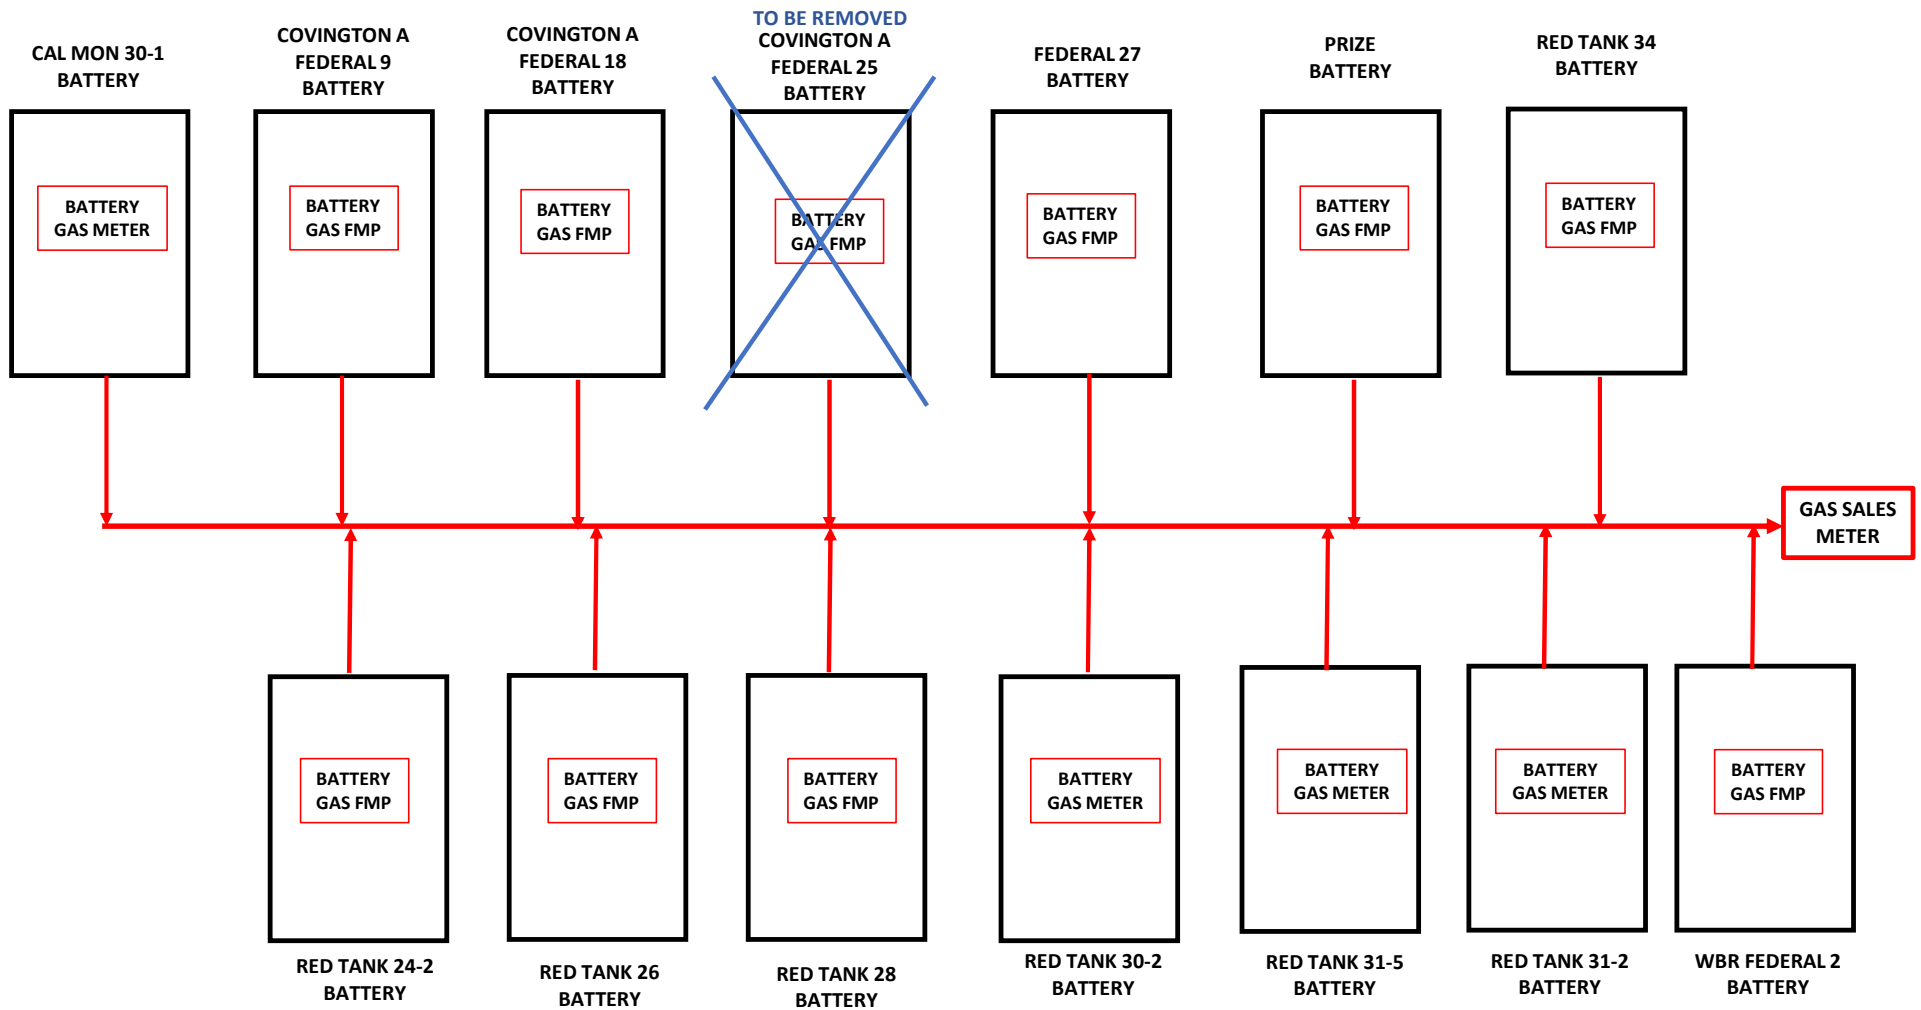 CAL MON 30-1
BATTERY
COVINGTON A
FEDERAL 9
BATTERY
COVINGTON A
FEDERAL 18
BATTERY
TO BE REMOVED
COVINGTON A
FEDERAL 25
BATTERY
FEDERAL 27
BATTERY
PRIZE
BATTERY
RED TANK 34
BATTERY
BATTERY
GAS METER
BATTERY
GAS FMP
BATTERY
GAS FMP
BATTERY
GAS FMP
BATTERY
GAS FMP
BATTERY
GAS FMP
BATTERY
GAS FMP
GAS SALES
METER
BATTERY
GAS FMP
BATTERY
GAS FMP
BATTERY
GAS FMP
BATTERY
GAS METER
BATTERY
GAS METER
BATTERY
GAS METER
BATTERY
GAS FMP
RED TANK 24-2
BATTERY
RED TANK 26
BATTERY
RED TANK 28
BATTERY
RED TANK 30-2
BATTERY
RED TANK 31-5
BATTERY
RED TANK 31-2
BATTERY
WBR FEDERAL 2
BATTERY